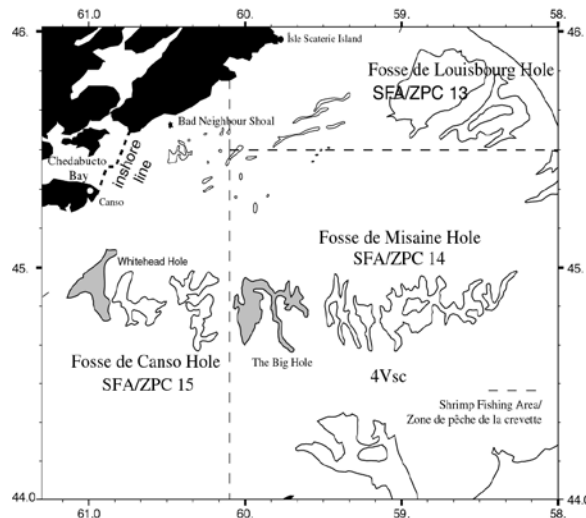 61.0 60. 59. 58.
46. 46.
Isle Scaterie Island
Fosse de Louisbourg Hole
SFA/ZPC 13
Bad Neighbour Shoal
Chedabucto
Bay
inshore
line
Canso
Fosse de Misaine Hole
SFA/ZPC 14
45. 45.
Whitehead Hole
Fosse de Canso Hole
SFA/ZPC 15
The Big Hole
4Vsc
Shrimp Fishing Area/
Zone de pêche de la crevette
44.0 44.
61.0 60. 59. 58.